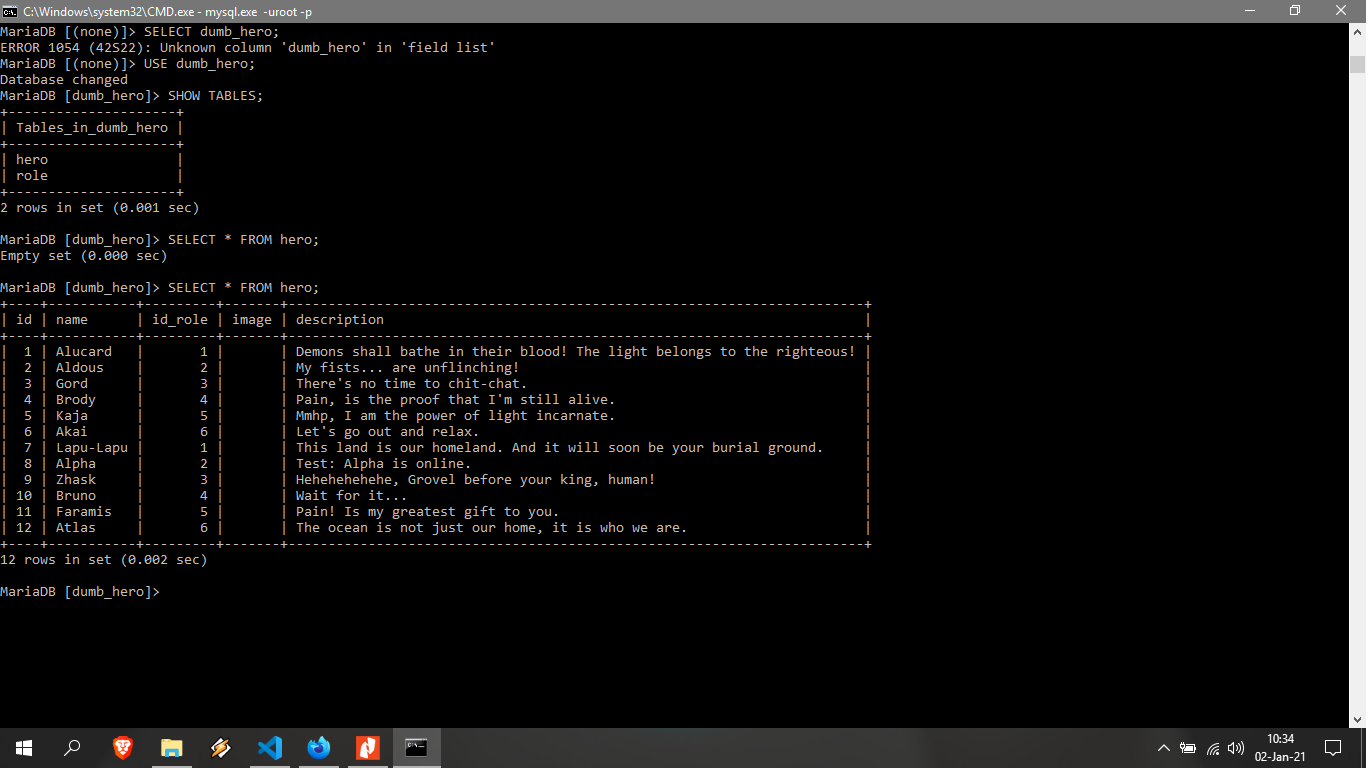 C:\Windows\system32\CMD.exe - mysql.exe -uroot -p
MariaDB [(none)]> SELECT dumb_hero;
ERROR 1054 (42S22): Unknown column 'dumb_hero' in 'field list'
MariaDB [(none)]> USE dumb_hero;
Database changed
MariaDB [dumb_hero]> SHOW TABLES;
+---------------------+
| Tables_in_dumb_hero |
+---------------------+
| hero                |
| role                |
+---------------------+
2 rows in set (0.001 sec)
MariaDB [dumb_hero]> SELECT * FROM hero;
Empty set (0.000 sec)
MariaDB [dumb_hero]> SELECT * FROM hero;
+----+-----------+---------+-------+------------------------------------------------------------------------+
| id | name      | id_role | image | description                                                            |
+----+-----------+---------+-------+------------------------------------------------------------------------+
|  1 | Alucard   |       1 |       | Demons shall bathe in their blood! The light belongs to the righteous! |
|  2 | Aldous    |       2 |       | My fists... are unflinching!                                           |
|  3 | Gord      |       3 |       | There's no time to chit-chat.                                          |
|  4 | Brody     |       4 |       | Pain, is the proof that I'm still alive.                               |
|  5 | Kaja      |       5 |       | Mmhp, I am the power of light incarnate.                               |
|  6 | Akai      |       6 |       | Let's go out and relax.                                                |
|  7 | Lapu-Lapu |       1 |       | This land is our homeland. And it will soon be your burial ground.     |
|  8 | Alpha     |       2 |       | Test: Alpha is online.                                                 |
|  9 | Zhask     |       3 |       | Hehehehehehe, Grovel before your king, human!                          |
| 10 | Bruno     |       4 |       | Wait for it...                                                         |
| 11 | Faramis   |       5 |       | Pain! Is my greatest gift to you.                                      |
| 12 | Atlas     |       6 |       | The ocean is not just our home, it is who we are.                      |
+----+-----------+---------+-------+------------------------------------------------------------------------+
12 rows in set (0.002 sec)
MariaDB [dumb_hero]>
10:34
02-Jan-21